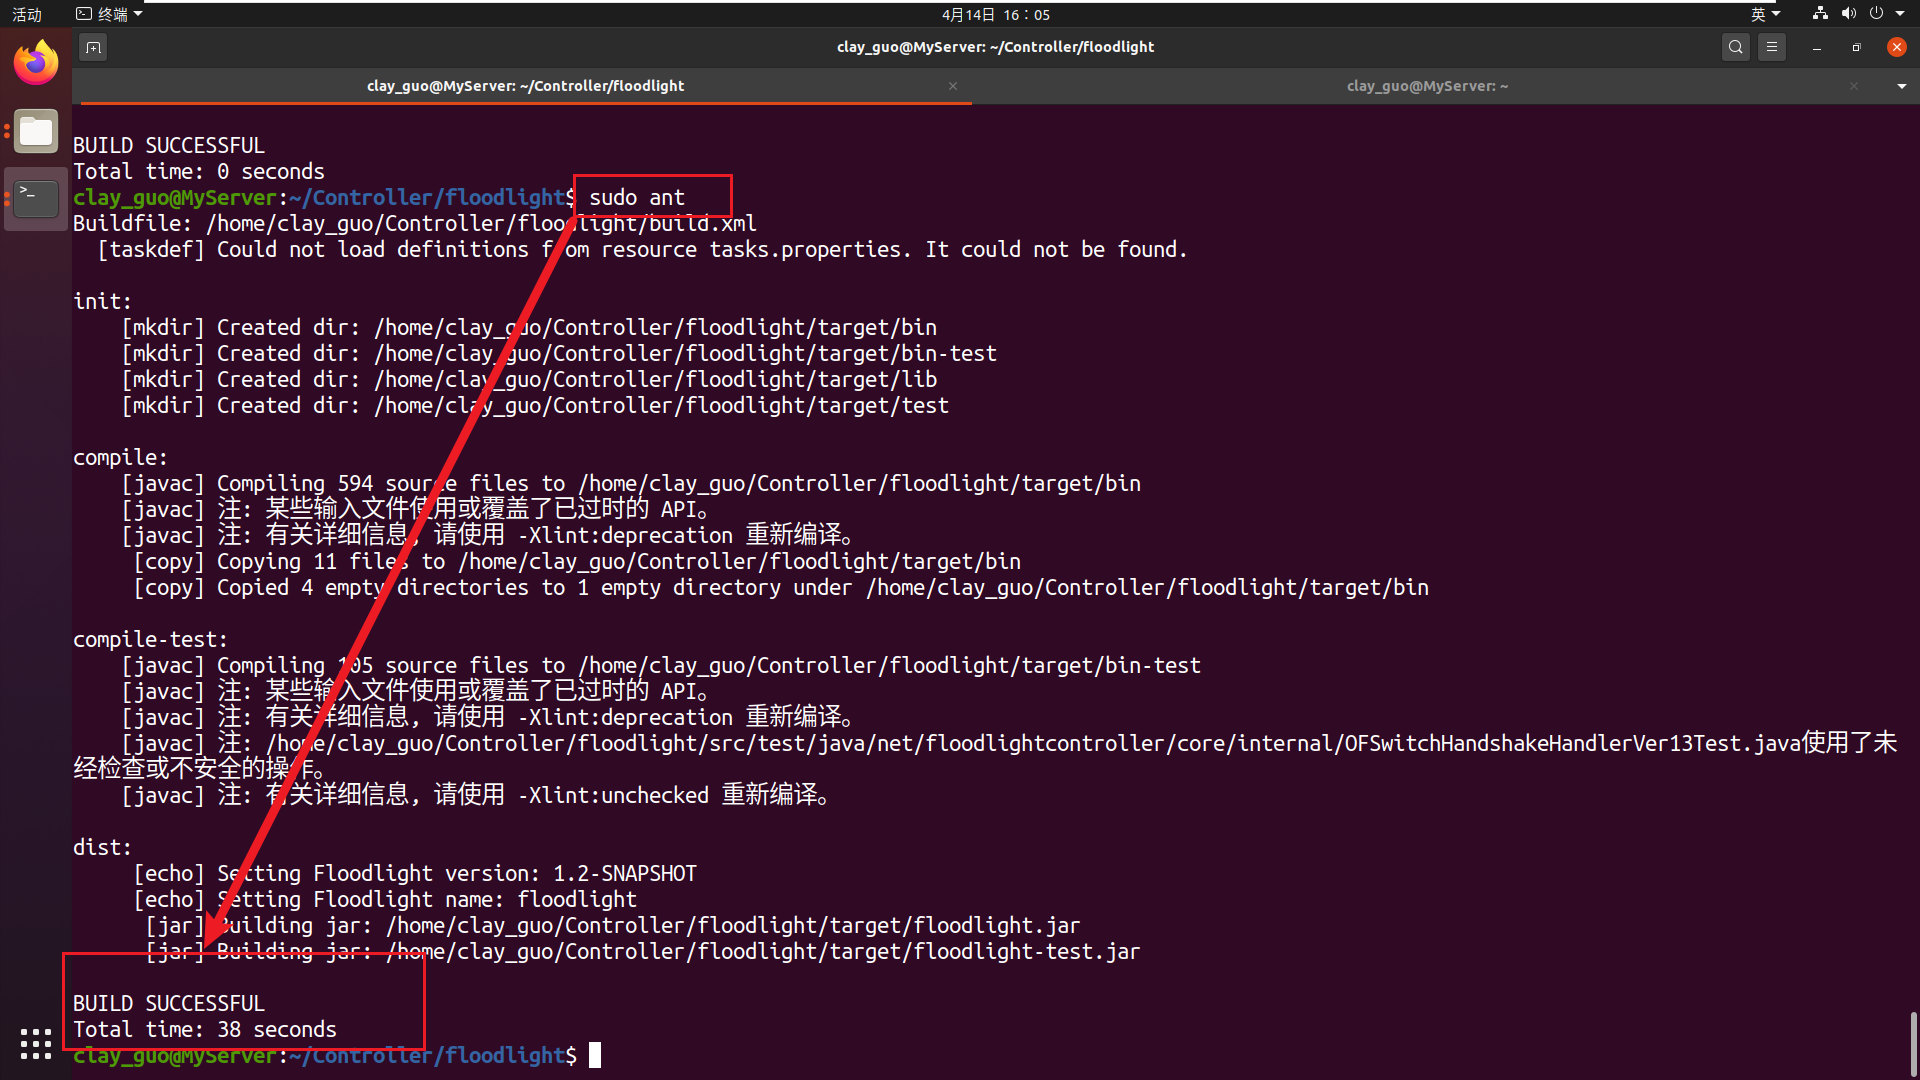 活动
终端
4月14日 16：05
英
clay_guo@MyServer: ~/Controller/floodlight
clay_guo@MyServer: ~/Controller/floodlight
clay_guo@MyServer: ~
BUILD SUCCESSFUL
Total time: 0 seconds
clay_guo@MyServer:~/Controller/floodlight$ sudo ant
Buildfile: /home/clay_guo/Controller/floodlight/build.xml
[taskdef] Could not load definitions from resource tasks.properties. It could not be found.
init:
[mkdir] Created dir: /home/clay_guo/Controller/floodlight/target/bin
[mkdir] Created dir: /home/clay_guo/Controller/floodlight/target/bin-test
[mkdir] Created dir: /home/clay_guo/Controller/floodlight/target/lib
[mkdir] Created dir: /home/clay_guo/Controller/floodlight/target/test
compile:
[javac] Compiling 594 source files to /home/clay_guo/Controller/floodlight/target/bin
[javac] 注: 某些输入文件使用或覆盖了已过时的 API。
[javac] 注: 有关详细信息, 请使用 -Xlint:deprecation 重新编译。
[copy] Copying 11 files to /home/clay_guo/Controller/floodlight/target/bin
[copy] Copied 4 empty directories to 1 empty directory under /home/clay_guo/Controller/floodlight/target/bin
compile-test:
[javac] Compiling 105 source files to /home/clay_guo/Controller/floodlight/target/bin-test
[javac] 注: 某些输入文件使用或覆盖了已过时的 API。
[javac] 注: 有关详细信息, 请使用 -Xlint:deprecation 重新编译。
[javac] 注: /home/clay_guo/Controller/floodlight/src/test/java/net/floodlightcontroller/core/internal/OFSwitchHandshakeHandlerVer13Test.java使用了未
经检查或不安全的操作。
[javac] 注: 有关详细信息, 请使用 -Xlint:unchecked 重新编译。
dist:
[echo] Setting Floodlight version: 1.2-SNAPSHOT
[echo] Setting Floodlight name: floodlight
[jar] Building jar: /home/clay_guo/Controller/floodlight/target/floodlight.jar
[jar] Building jar: /home/clay_guo/Controller/floodlight/target/floodlight-test.jar
BUILD SUCCESSFUL
Total time: 38 seconds
clay_guo@MyServer:~/Controller/floodlight$